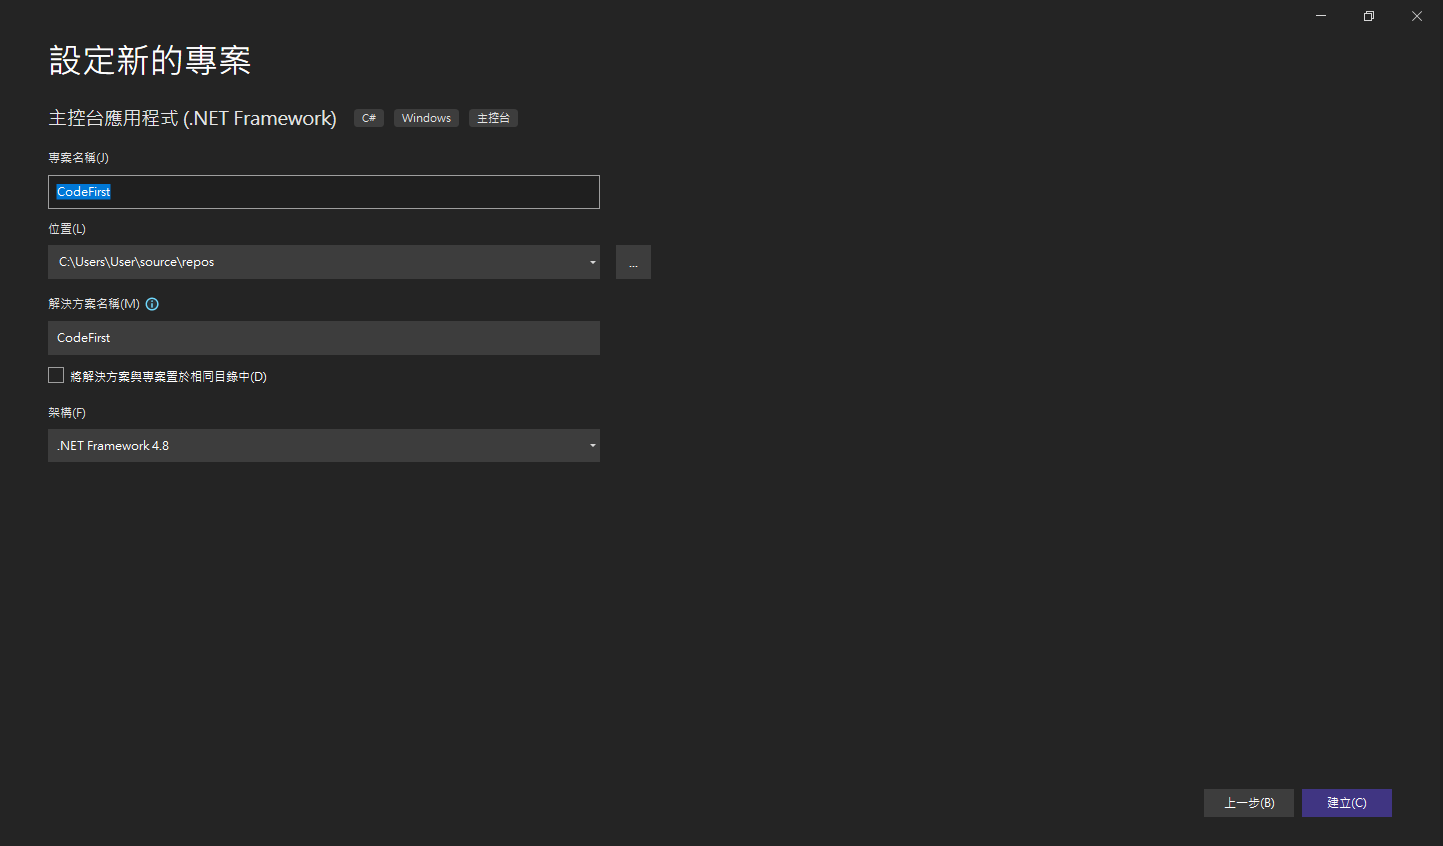 設定新的專案
主控台應用程式 (.NET Framework) C# Windows 主控台
專案名稱(J)
CodeFirst
位置(L)
C:\Users\User\source\repos ...
解決方案名稱(M)
CodeFirst
將解決方案與專案置於相同目錄中(D)
架構(F)
.NET Framework 4.8
上一步(B) 建立(C)